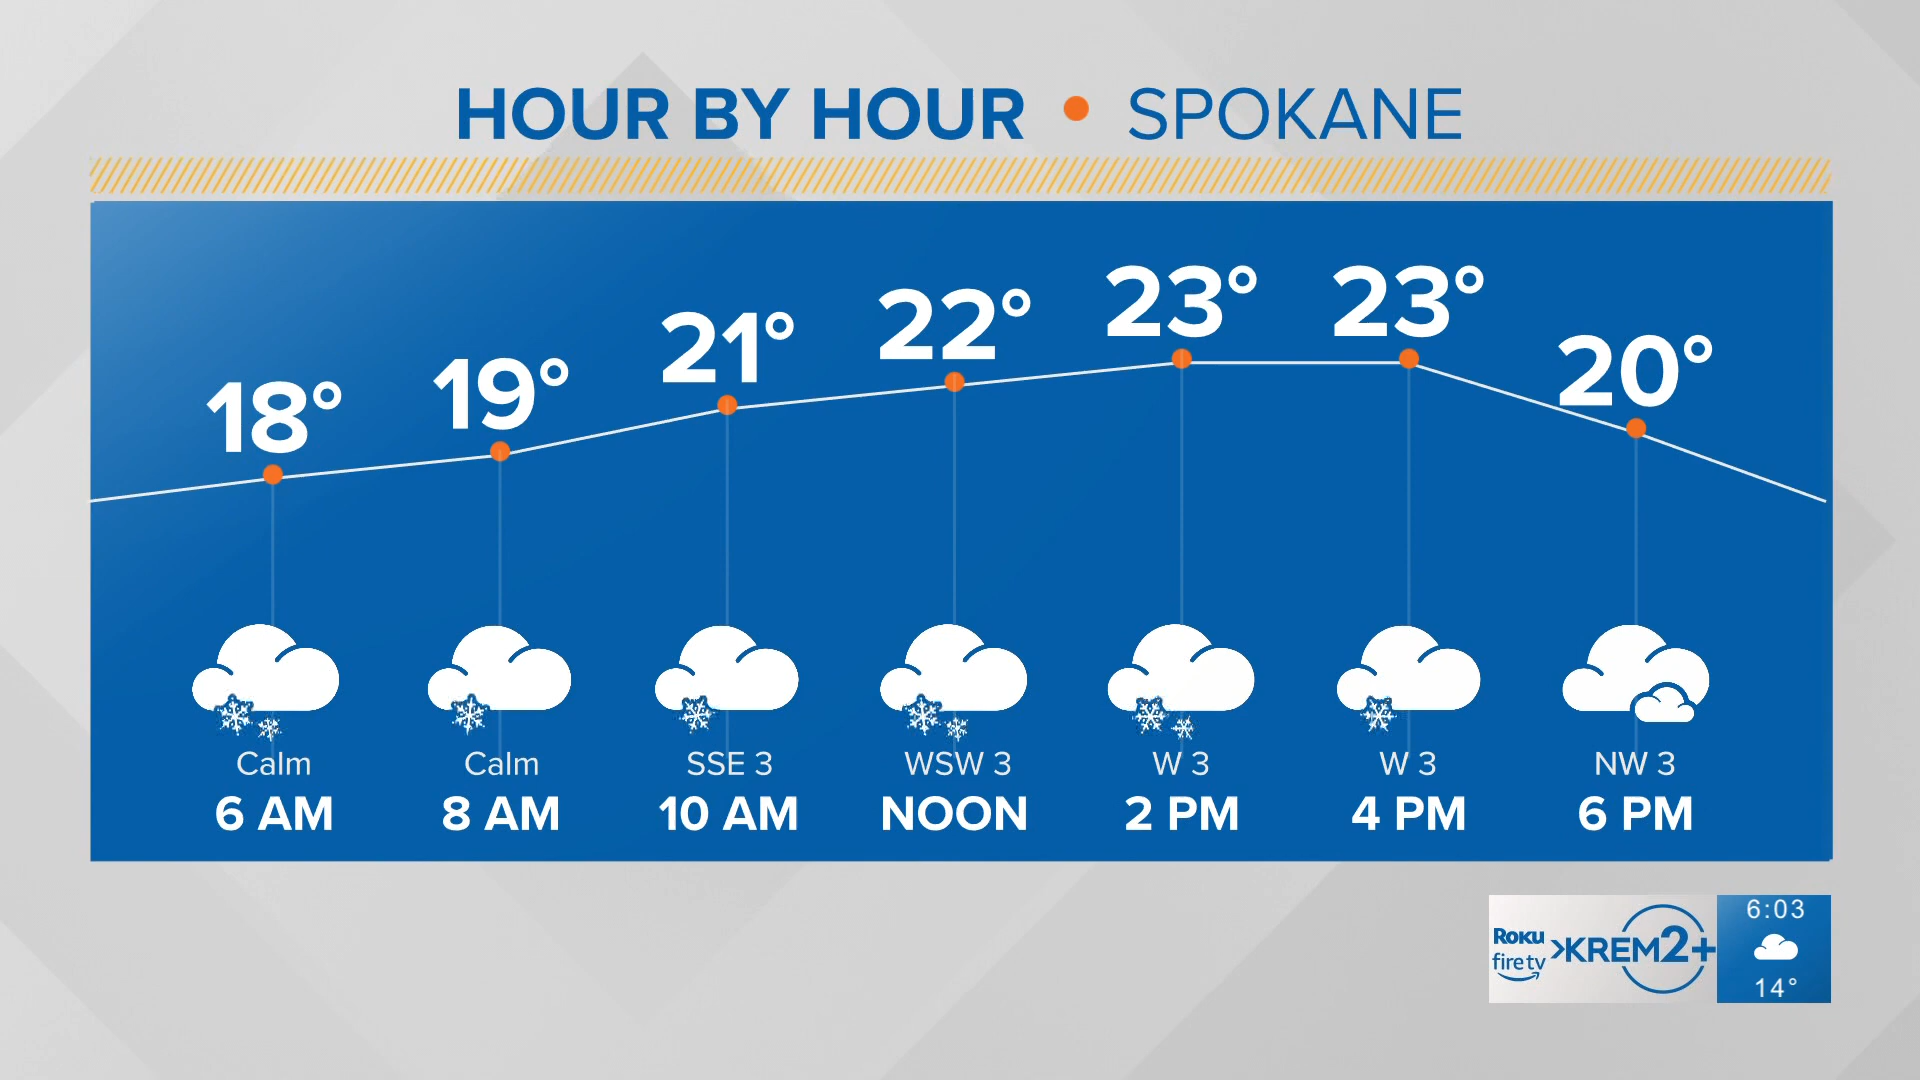 HOUR BY HOUR • SPOKANE
18° 19° 21° 22° 23° 23° 20°
Calm Calm SSE 3 WSW 3 W 3 W 3 NW 3
6 AM 8 AM 10 AM NOON 2 PM 4 PM 6 PM
Roku
fire tv
KREM2+
6:03
14°